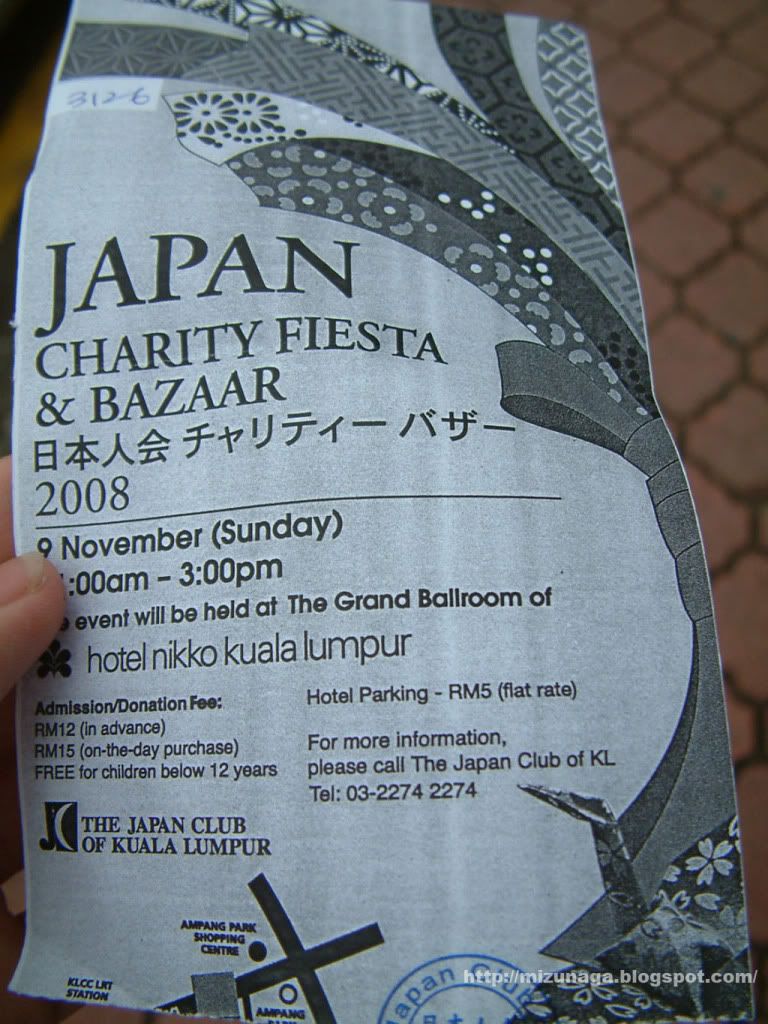 3126
JAPAN
CHARITY FIESTA
& BAZAAR
日本人会 チャリティー バザー
2008
9 November (Sunday)
:00am - 3:00pm
event will be held at The Grand Ballroom of
hotel nikko kuala lumpur
Admission/Donation Fee:
RM12 (in advance)
RM15 (on-the-day purchase)
FREE for children below 12 years
Hotel Parking - RM5 (flat rate)
For more information,
please call The Japan Club of KL
Tel: 03-2274 2274
THE JAPAN CLUB
OF KUALA LUMPUR
AMPANG PARK
SHOPPING
CENTRE
KLCC LRT
STATION
AMPANG
Japan
http://mizunaga.blogspot.com/